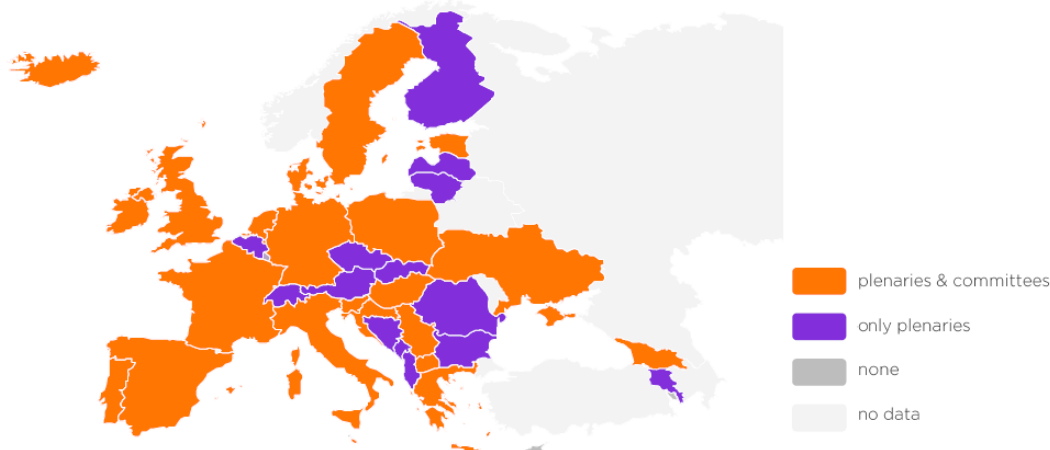 plenaries & committees
only plenaries
none
no data